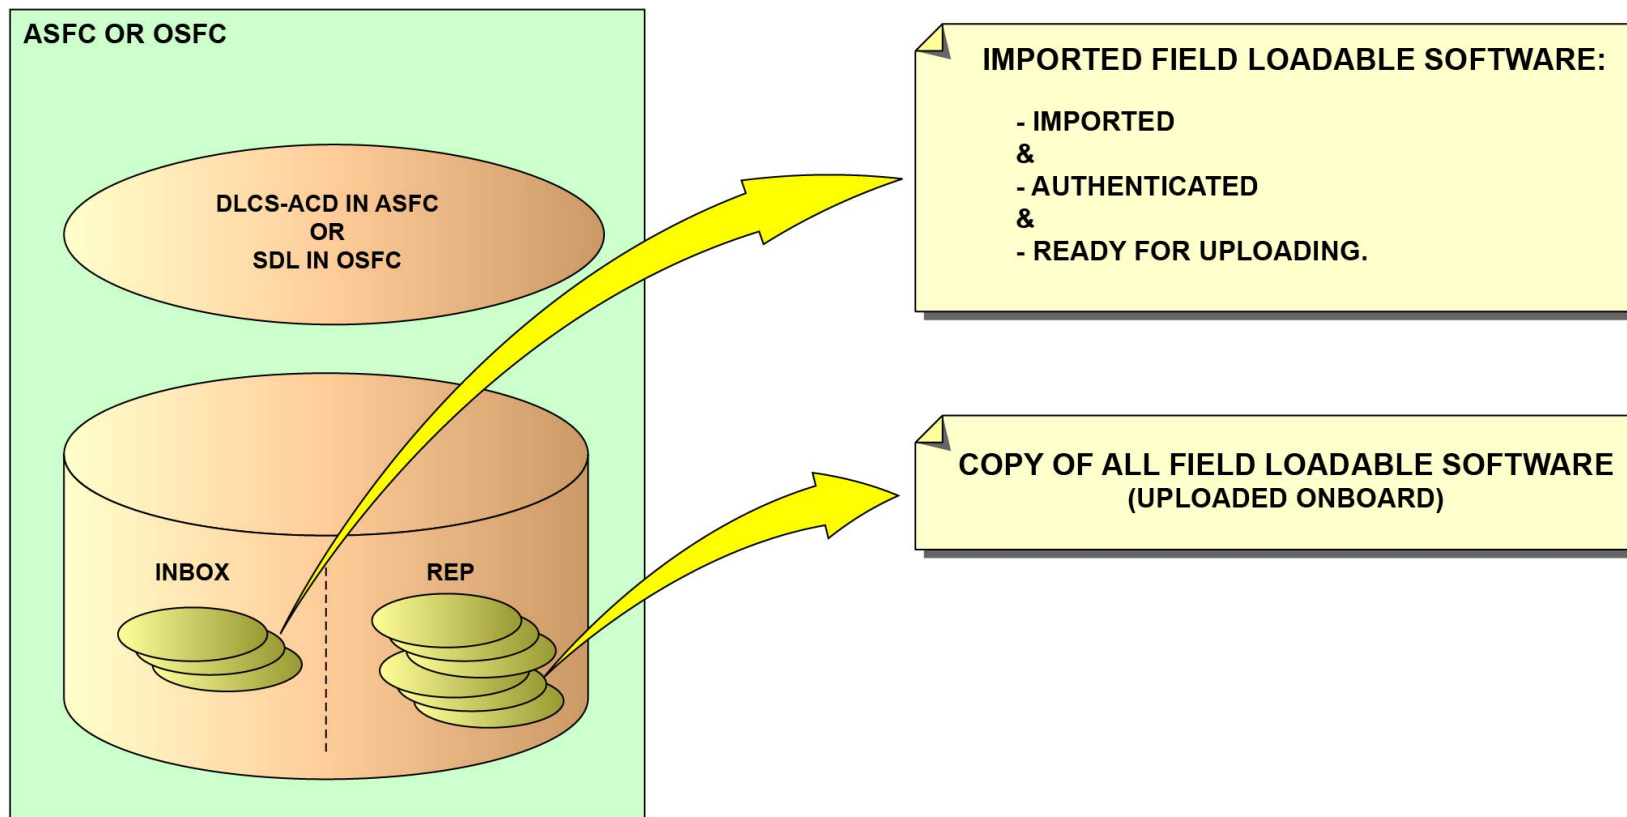 ASFC OR OSFC
DLCS-ACD IN ASFC
OR
SDL IN OSFC
INBOX
REP
IMPORTED FIELD LOADABLE SOFTWARE:
- IMPORTED
&
- AUTHENTICATED
&
- READY FOR UPLOADING.
COPY OF ALL FIELD LOADABLE SOFTWARE
(UPLOADED ONBOARD)